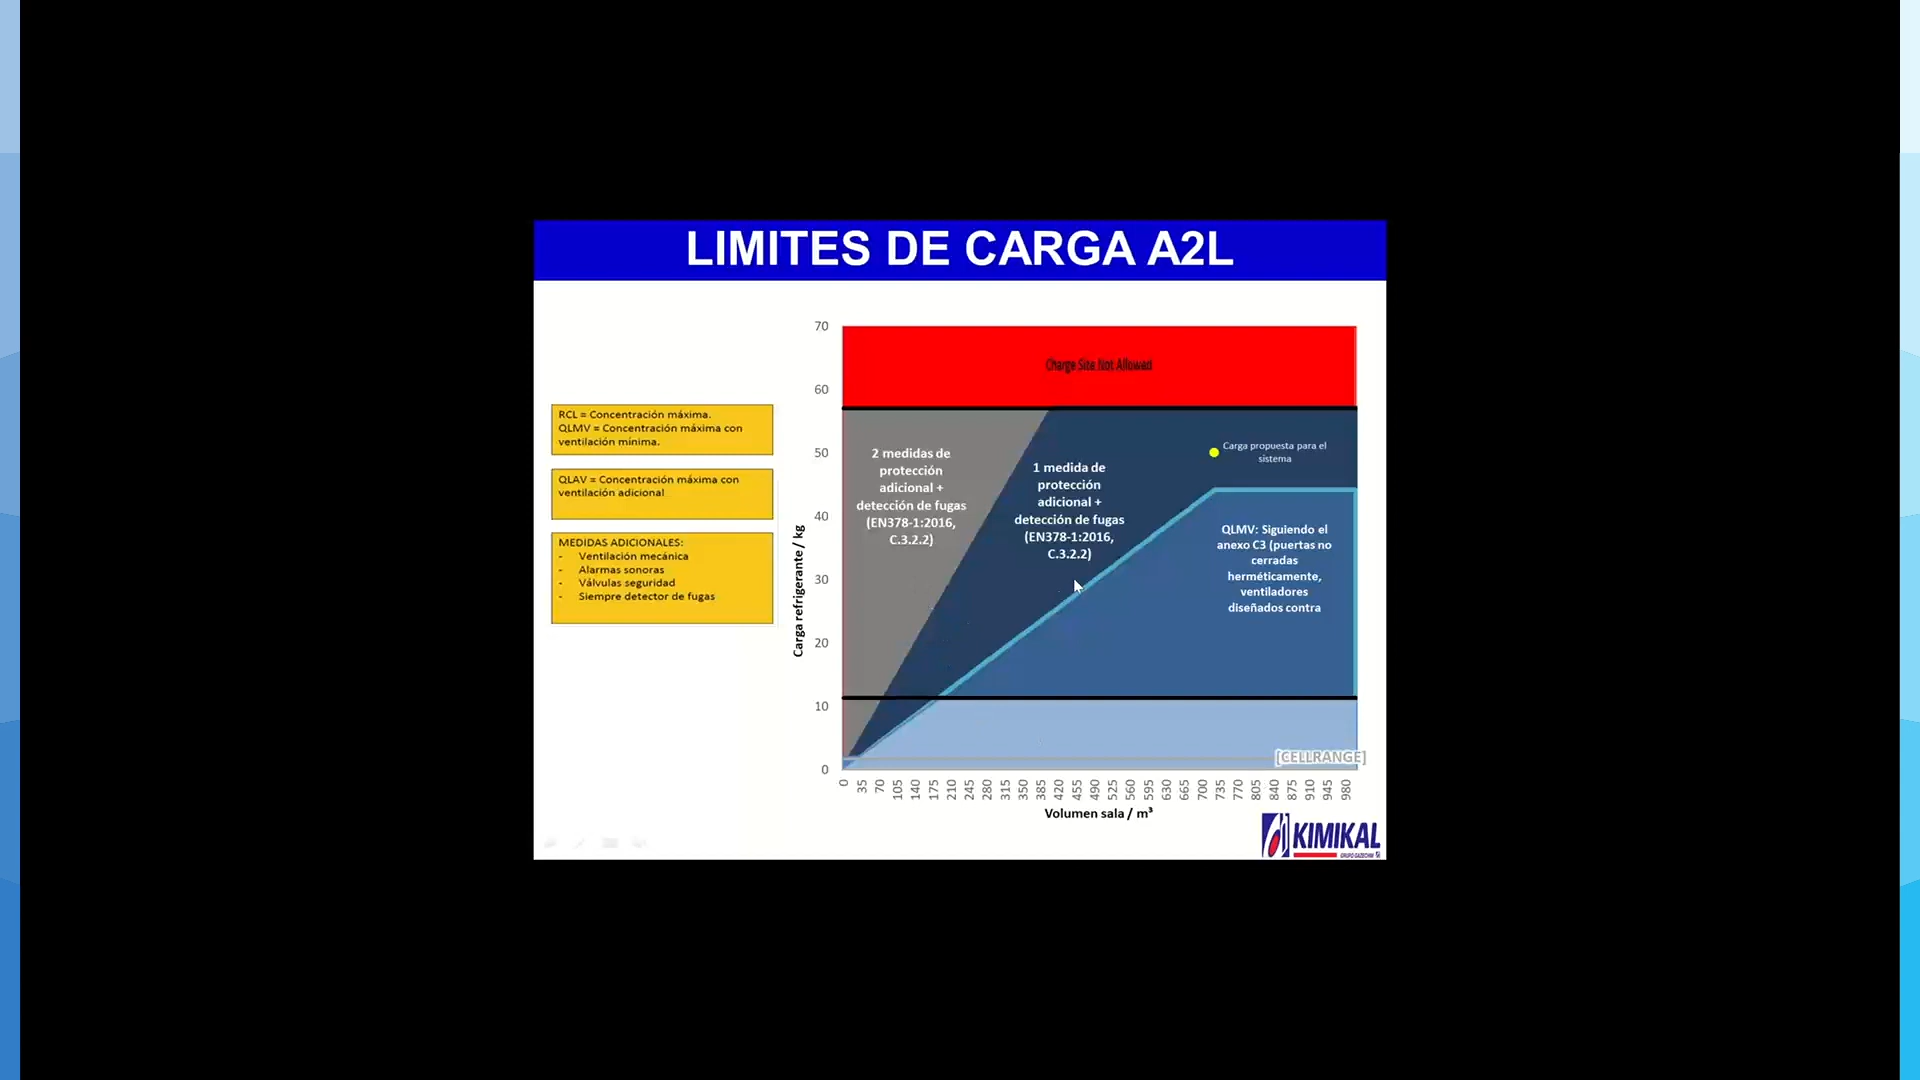 LIMITES DE CARGA A2L
RCL = Concentración máxima.
QLMV = Concentración máxima con
ventilación mínima.
QLAV = Concentración máxima con
ventilación adicional
MEDIDAS ADICIONALES:
- Ventilación mecánica
- Alarmas sonoras
- Válvulas seguridad
- Siempre detector de fugas
Carga refrigerante / kg
70
60
50
40
30
20
10
0
Charge Size Not Allowed
2 medidas de
protección
adicional +
detección de fugas
(EN378-1:2016,
C.3.2.2)
1 medida de
protección
adicional +
detección de fugas
(EN378-1:2016,
C.3.2.2)
Carga propuesta para el
sistema
QLMV: Siguiendo el
anexo C3 (puertas no
cerradas
herméticamente,
ventiladores
diseñados contra
[CELLRANGE]
0 35 70 105 140 175 210 245 280 315 350 385 420 455 490 525 560 595 630 665 700 735 770 805 840 875 910 945 980
Volumen sala / m³
KIMIKAL
GRUPO GAZECHIM